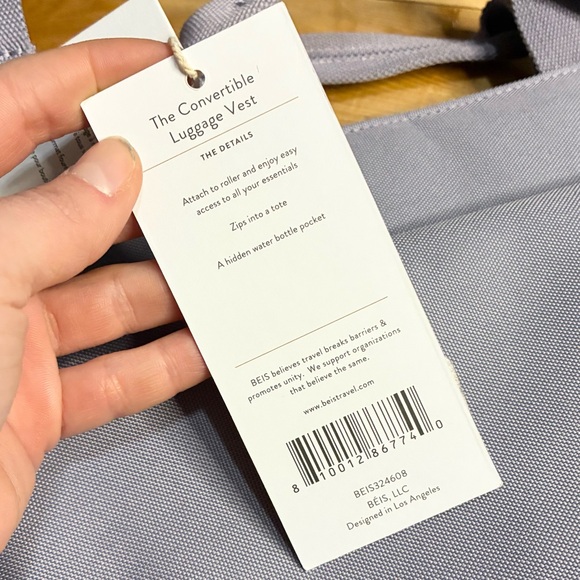 The Convertible
Luggage Vest
THE DETAILS
Attach to roller and enjoy easy
access to all your essentials
Zips into a tote
A hidden water bottle pocket
BEIS believes travel breaks barriers &
promotes unity. We support organizations
that believe the same.
www.beistravel.com
8 10012 86774 0
BEIS324608
BÉIS, LLC
Designed in Los Angeles